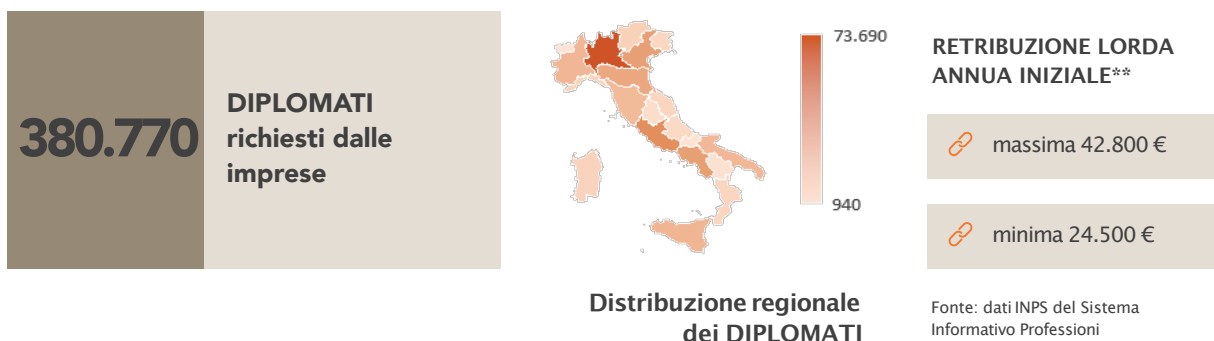 380.770
DIPLOMATI
richiesti dalle
imprese
73.690
940
Distribuzione regionale
dei DIPLOMATI
RETRIBUZIONE LORDA
ANNUA INIZIALE**
massima 42.800 €
minima 24.500 €
Fonte: dati INPS del Sistema
Informativo Professioni